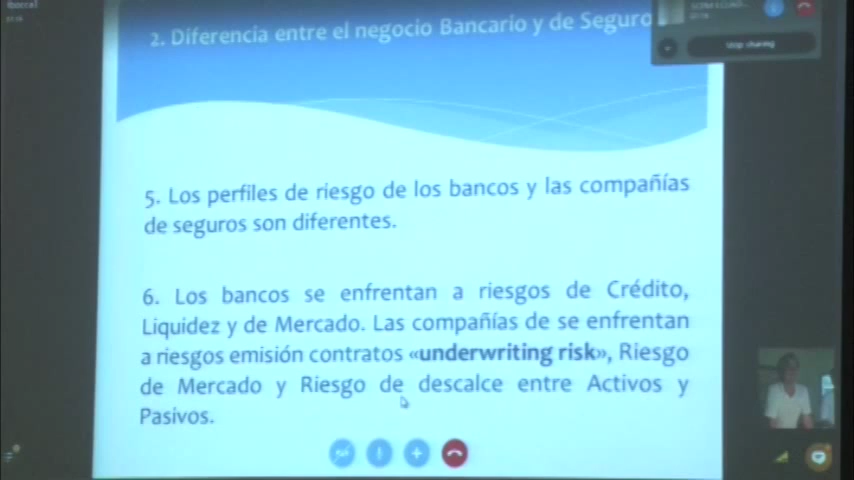 2. Diferencia entre el negocio Bancario y de Seguro
Stop sharing
5. Los perfiles de riesgo de los bancos y las compañías
de seguros son diferentes.
6. Los bancos se enfrentan a riesgos de Crédito,
Liquidez y de Mercado. Las compañías de se enfrentan
a riesgos emisión contratos «underwriting risk», Riesgo
de Mercado y Riesgo de descalce entre Activos y
Pasivos.